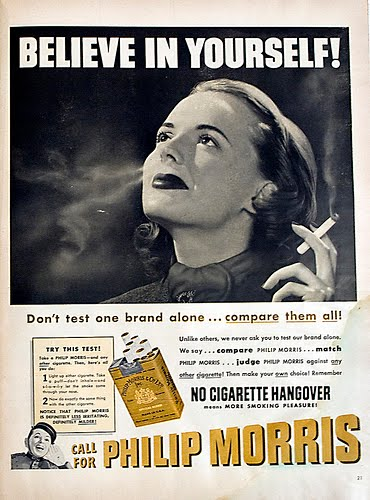 BELIEVE IN YOURSELF!
Don't test one brand alone...compare them all!
TRY THIS TEST!
Take a PHILIP MORRIS—and any
other cigarette. Then, here's all
you do:
1 Light up either cigarette. Take
a puff—don't inhale—and
s-l-o-w-l-y let the smoke come
through your nose.
2 Now do exactly the same thing
with the other cigarette.
NOTICE THAT PHILIP MORRIS
IS DEFINITELY LESS IRRITATING,
DEFINITELY MILDER!
Unlike others, we never ask you to test our brand alone.
We say...compare PHILIP MORRIS...match
PHILIP MORRIS...judge PHILIP MORRIS against any
other cigarette! Then make your own choice! Remember
NO CIGARETTE HANGOVER
means MORE SMOKING PLEASURE!
CALL
FOR PHILIP MORRIS
21